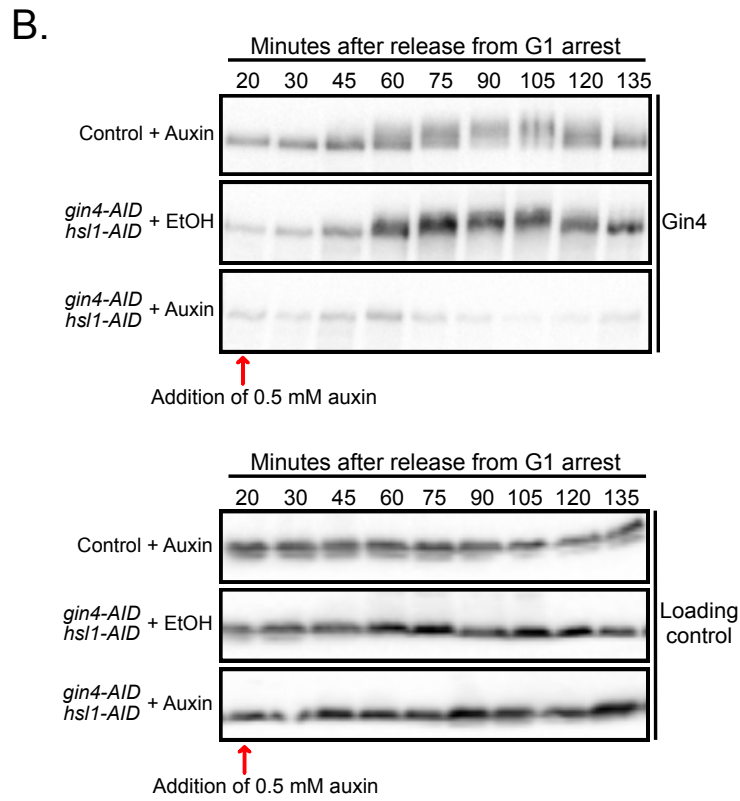 B.
Minutes after release from G1 arrest
20 30 45 60 75 90 105 120 135
Control + Auxin
gin4-AID
hsl1-AID + EtOH
gin4-AID
hsl1-AID + Auxin
Gin4
Addition of 0.5 mM auxin
Minutes after release from G1 arrest
20 30 45 60 75 90 105 120 135
Control + Auxin
gin4-AID
hsl1-AID + EtOH
gin4-AID
hsl1-AID + Auxin
Loading
control
Addition of 0.5 mM auxin